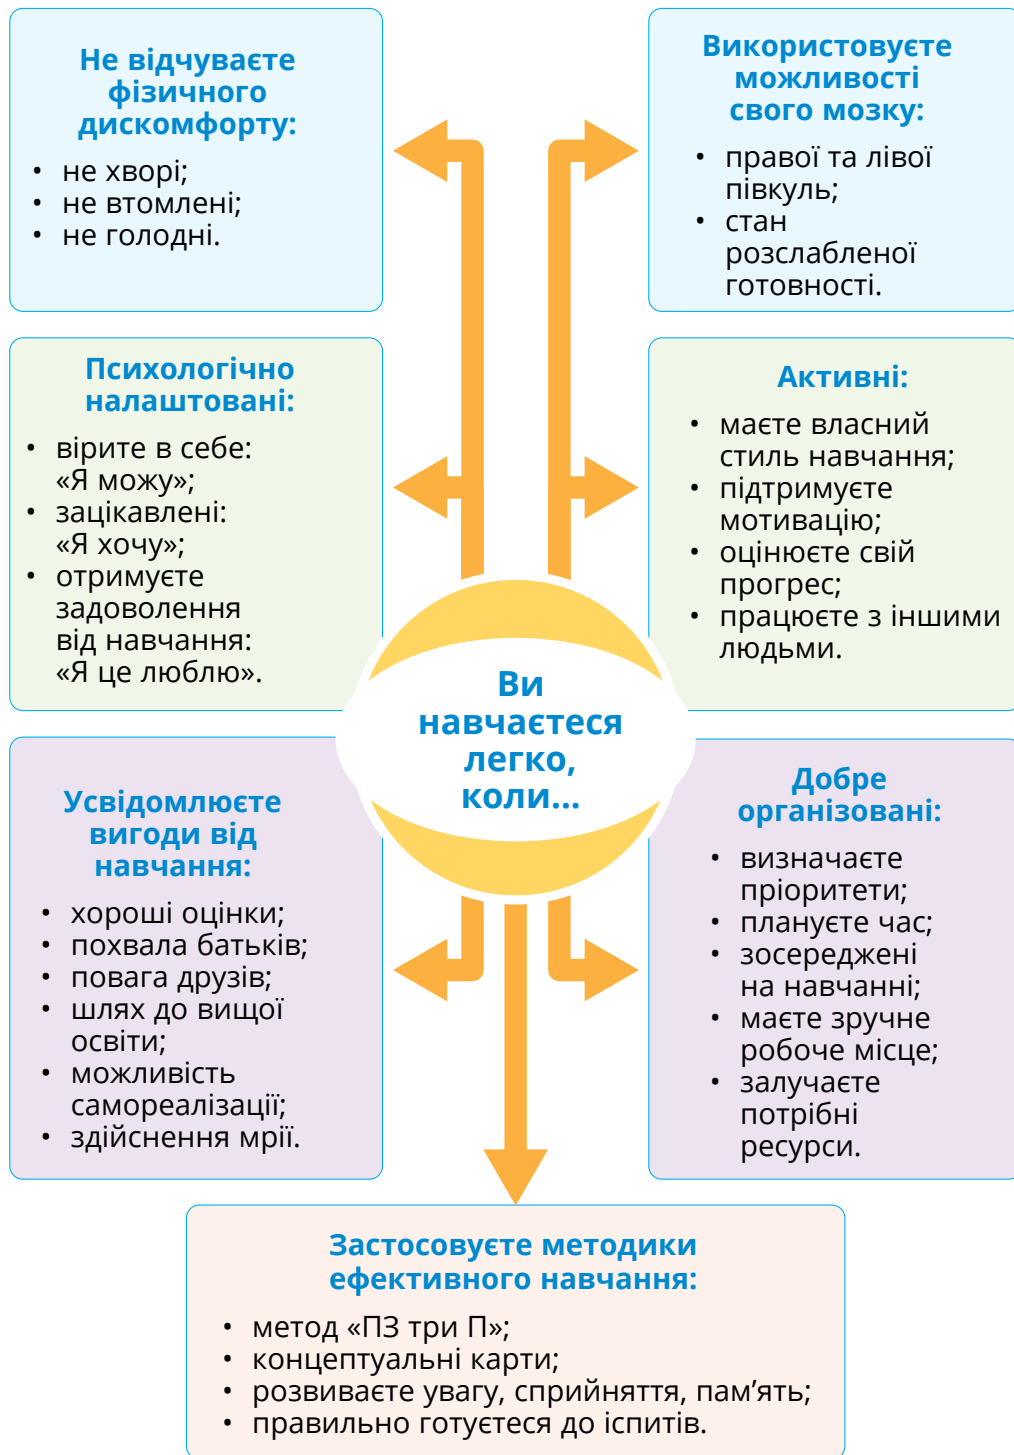 Не відчуваєте
фізичного
дискомфорту:
• не хворі;
• не втомлені;
• не голодні.
Використовуєте
можливості
свого мозку:
• правої та лівої
півкуль;
• стан
розслабленої
готовності.
Психологічно
налаштовані:
• вірите в себе:
«Я можу»;
• зацікавлені:
«Я хочу»;
• отримуєте
задоволення
від навчання:
«Я це люблю».
Активні:
• маєте власний
стиль навчання;
• підтримуєте
мотивацію;
• оцінюєте свій
прогрес;
• працюєте з іншими
людьми.
Ви
навчаєтеся
легко,
коли...
Усвідомлюєте
вигоди від
навчання:
• хороші оцінки;
• похвала батьків;
• повага друзів;
• шлях до вищої
освіти;
• можливість
самореалізації;
• здійснення мрії.
Добре
організовані:
• визначаєте
пріоритети;
• плануєте час;
• зосереджені
на навчанні;
• маєте зручне
робоче місце;
• залучаєте
потрібні
ресурси.
Застосовуєте методики
ефективного навчання:
• метод «ПЗ три П»;
• концептуальні карти;
• розвиваєте увагу, сприйняття, пам’ять;
• правильно готуєтеся до іспитів.